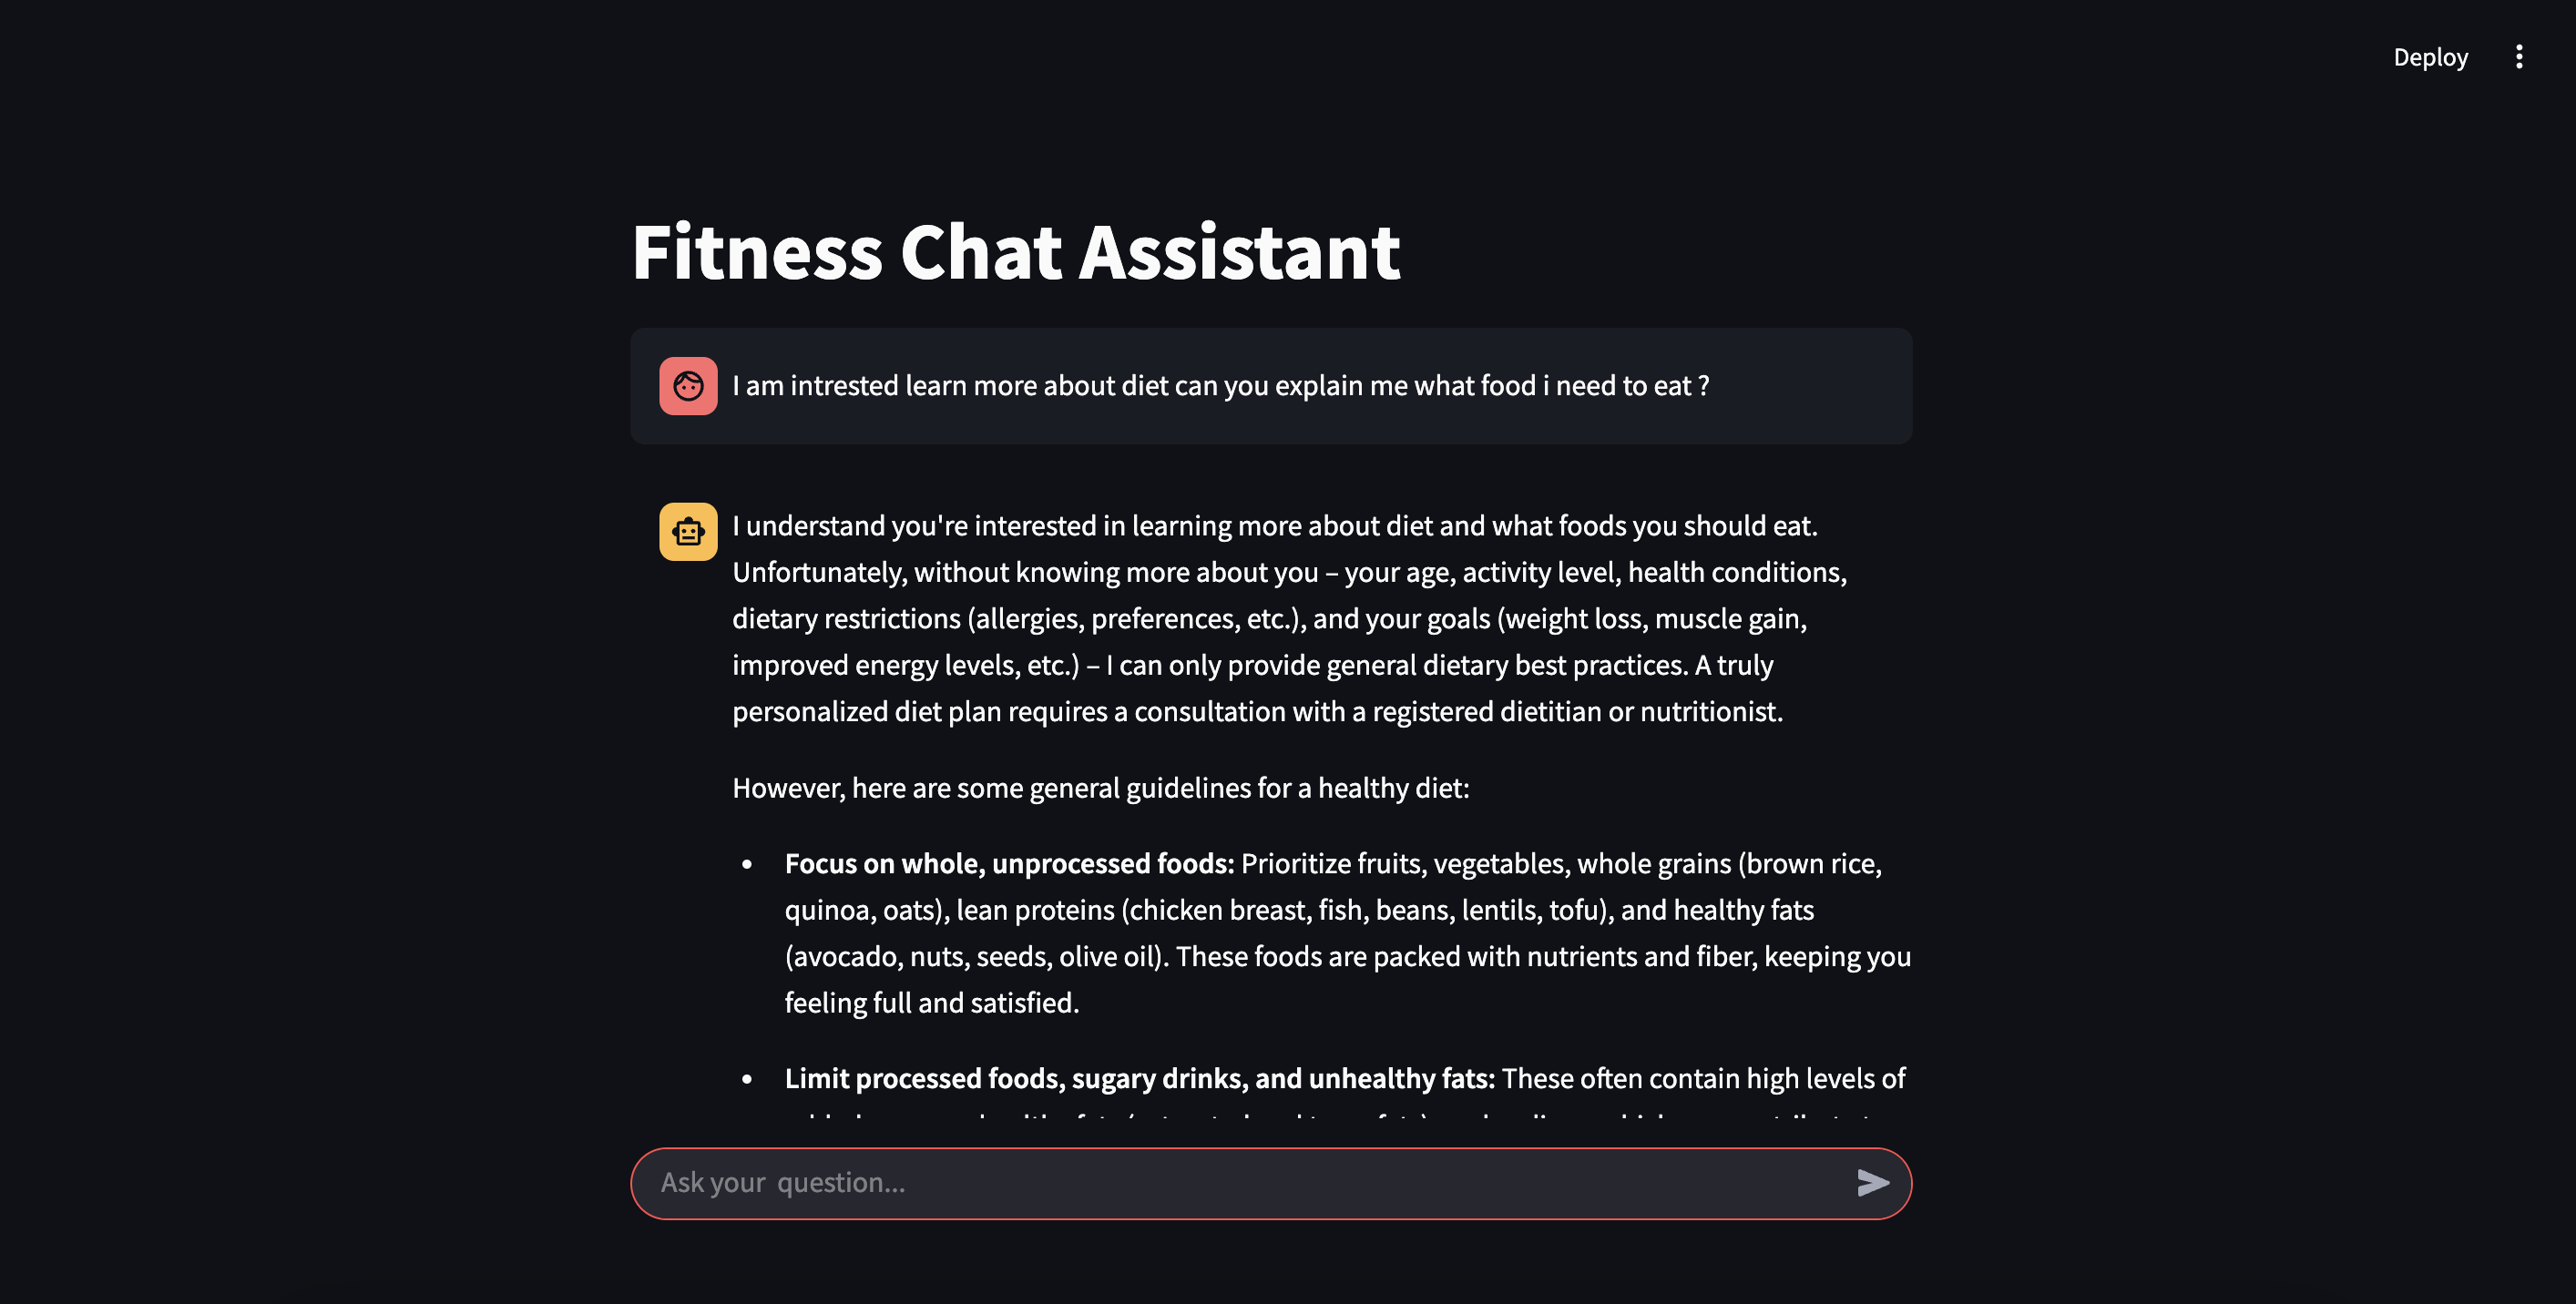 Deploy
Fitness Chat Assistant
I am intrested learn more about diet can you explain me what food i need to eat ?
I understand you're interested in learning more about diet and what foods you should eat.
Unfortunately, without knowing more about you – your age, activity level, health conditions,
dietary restrictions (allergies, preferences, etc.), and your goals (weight loss, muscle gain,
improved energy levels, etc.) – I can only provide general dietary best practices. A truly
personalized diet plan requires a consultation with a registered dietitian or nutritionist.
However, here are some general guidelines for a healthy diet:
• Focus on whole, unprocessed foods: Prioritize fruits, vegetables, whole grains (brown rice,
quinoa, oats), lean proteins (chicken breast, fish, beans, lentils, tofu), and healthy fats
(avocado, nuts, seeds, olive oil). These foods are packed with nutrients and fiber, keeping you
feeling full and satisfied.
• Limit processed foods, sugary drinks, and unhealthy fats: These often contain high levels of
Ask your  question...